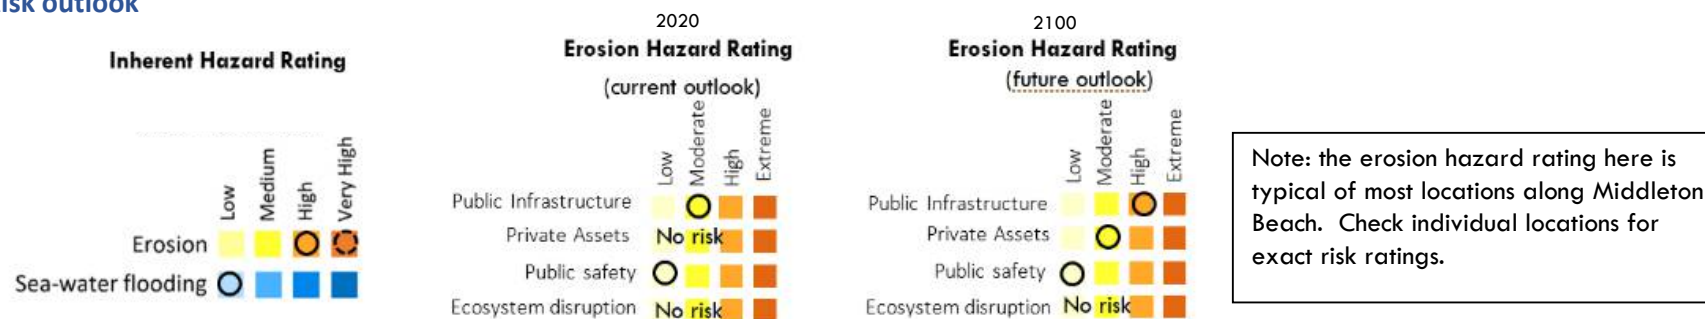 isk outlook
Inherent Hazard Rating
Low
Medium
High
Very High
Erosion
Sea-water flooding
2020
Erosion Hazard Rating
(current outlook)
Low
Moderate
High
Extreme
Public Infrastructure
Private Assets No risk
Public safety
Ecosystem disruption No risk
2100
Erosion Hazard Rating
(future outlook)
Low
Moderate
High
Extreme
Public Infrastructure
Private Assets
Public safety
Ecosystem disruption No risk
Note: the erosion hazard rating here is
typical of most locations along Middleton
Beach. Check individual locations for
exact risk ratings.